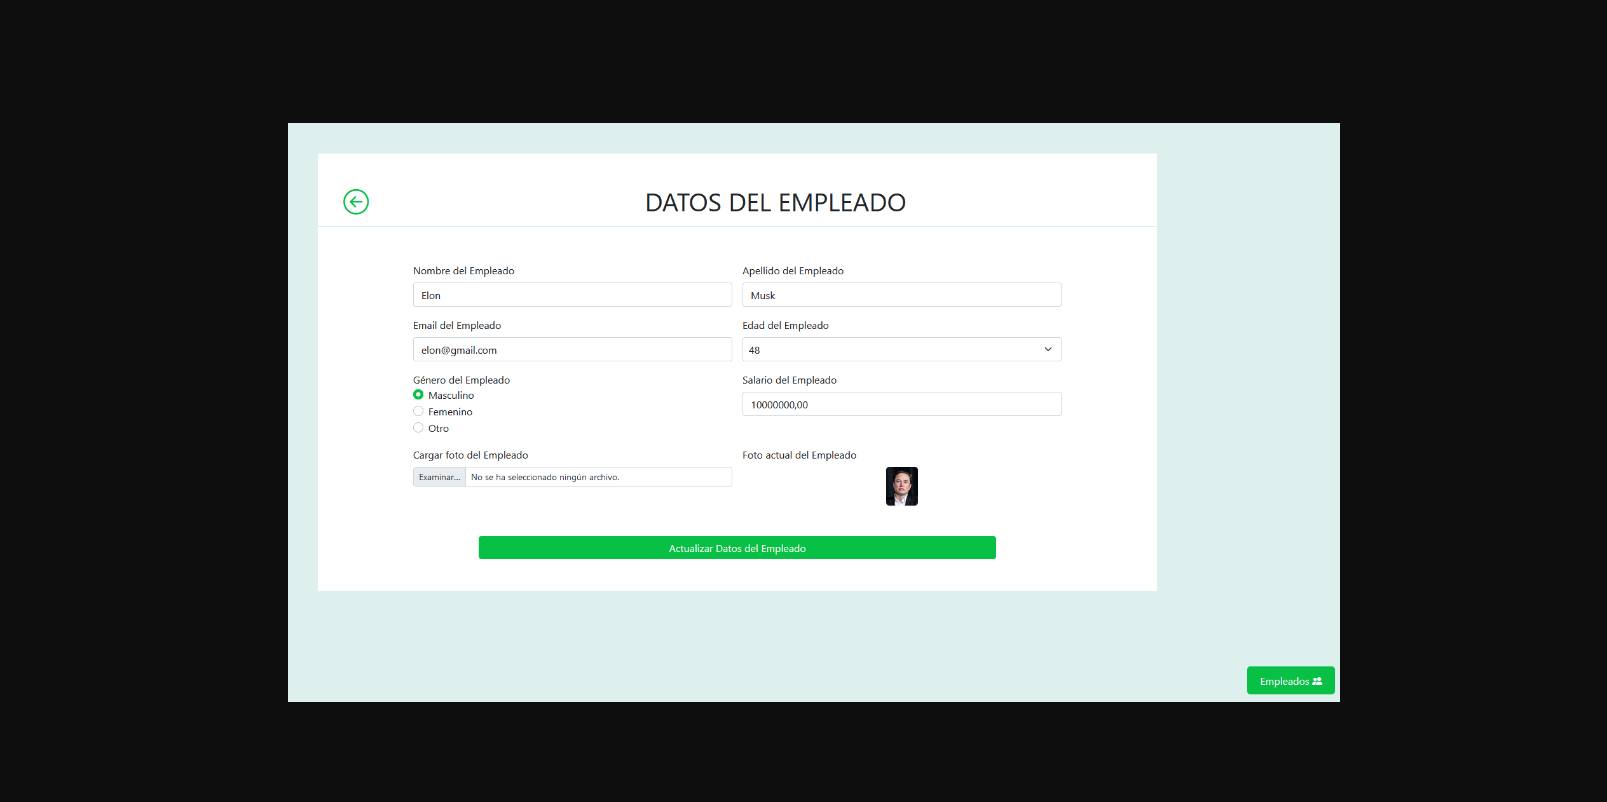 DATOS DEL EMPLEADO
Nombre del Empleado
Apellido del Empleado
Elon
Musk
Email del Empleado
Edad del Empleado
elon@gmail.com
48
Género del Empleado
Salario del Empleado
Masculino
10000000,00
Femenino
Otro
Cargar foto del Empleado
Foto actual del Empleado
Examinar... No se ha seleccionado ningún archivo.
Actualizar Datos del Empleado
Empleados